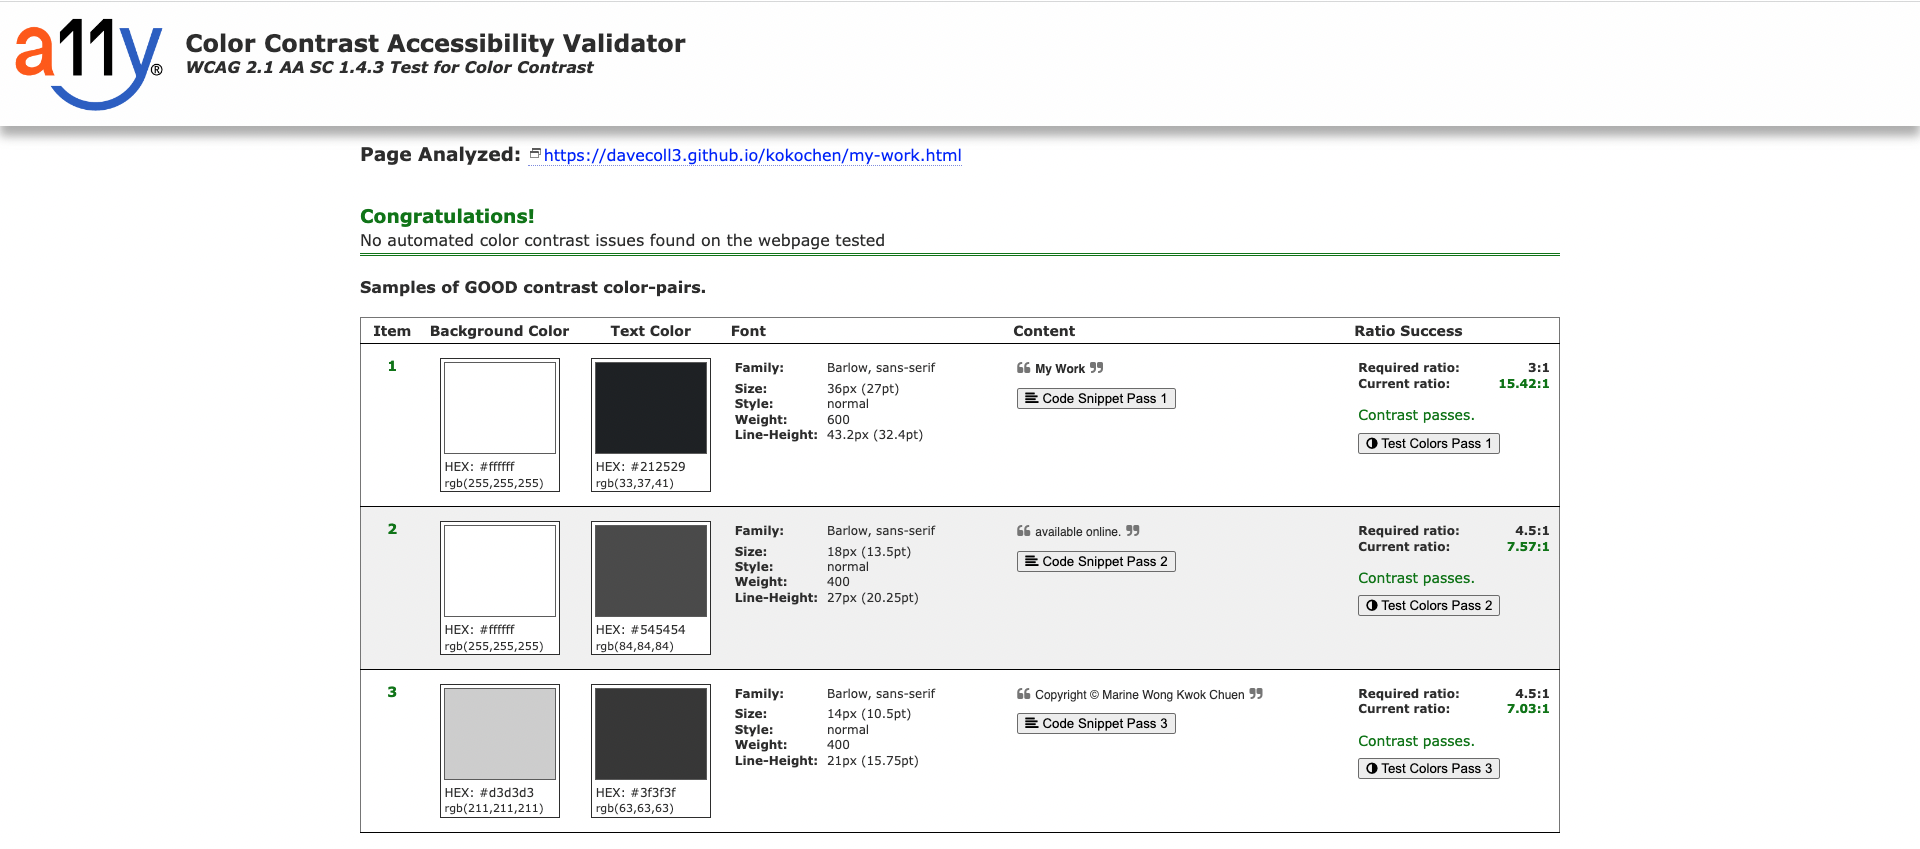 a11y®
Color Contrast Accessibility Validator
WCAG 2.1 AA SC 1.4.3 Test for Color Contrast
Page Analyzed: https://davecoll3.github.io/kokochen/my-work.html
Congratulations!
No automated color contrast issues found on the webpage tested
Samples of GOOD contrast color-pairs.
Item Background Color Text Color Font Content Ratio Success
1
HEX: #ffffff
rgb(255,255,255)
HEX: #212529
rgb(33,37,41)
Family: Barlow, sans-serif
Size: 36px (27pt)
Style: normal
Weight: 600
Line-Height: 43.2px (32.4pt)
❝ My Work ❞
Code Snippet Pass 1
Required ratio: 3:1
Current ratio: 15.42:1
Contrast passes.
Test Colors Pass 1
2
HEX: #ffffff
rgb(255,255,255)
HEX: #545454
rgb(84,84,84)
Family: Barlow, sans-serif
Size: 18px (13.5pt)
Style: normal
Weight: 400
Line-Height: 27px (20.25pt)
❝ available online. ❞
Code Snippet Pass 2
Required ratio: 4.5:1
Current ratio: 7.57:1
Contrast passes.
Test Colors Pass 2
3
HEX: #d3d3d3
rgb(211,211,211)
HEX: #3f3f3f
rgb(63,63,63)
Family: Barlow, sans-serif
Size: 14px (10.5pt)
Style: normal
Weight: 400
Line-Height: 21px (15.75pt)
❝ Copyright © Marine Wong Kwok Chuen ❞
Code Snippet Pass 3
Required ratio: 4.5:1
Current ratio: 7.03:1
Contrast passes.
Test Colors Pass 3